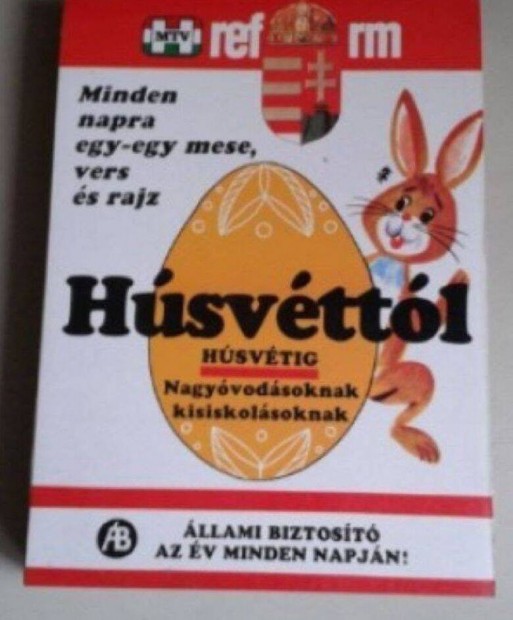 MTV ref rm
Minden
napra
egy-egy mese,
vers
és rajz
Húsvéttól
HÚSVÉTIG
Nagyóvodásoknak
kisiskolásoknak
ÁB
ÁLLAMI BIZTOSÍTÓ
AZ ÉV MINDEN NAPJÁN!